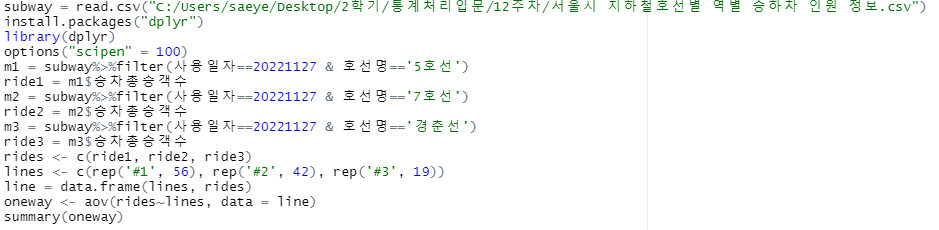 subway = read.csv("C:/Users/saeye/Desktop/2학기/통계처리입문/12주차/서울시 지하철호선별 역별 승하차 인원 정보.csv")
install.packages("dplyr")
library(dplyr)
options("scipen" = 100)
m1 = subway%>%filter(사용일자==20221127 & 호선명=='5호선')
ride1 = m1$승차총승객수
m2 = subway%>%filter(사용일자==20221127 & 호선명=='7호선')
ride2 = m2$승차총승객수
m3 = subway%>%filter(사용일자==20221127 & 호선명=='경춘선')
ride3 = m3$승차총승객수
rides <- c(ride1, ride2, ride3)
lines <- c(rep('#1', 56), rep('#2', 42), rep('#3', 19))
line = data.frame(lines, rides)
oneway <- aov(rides~lines, data = line)
summary(oneway)